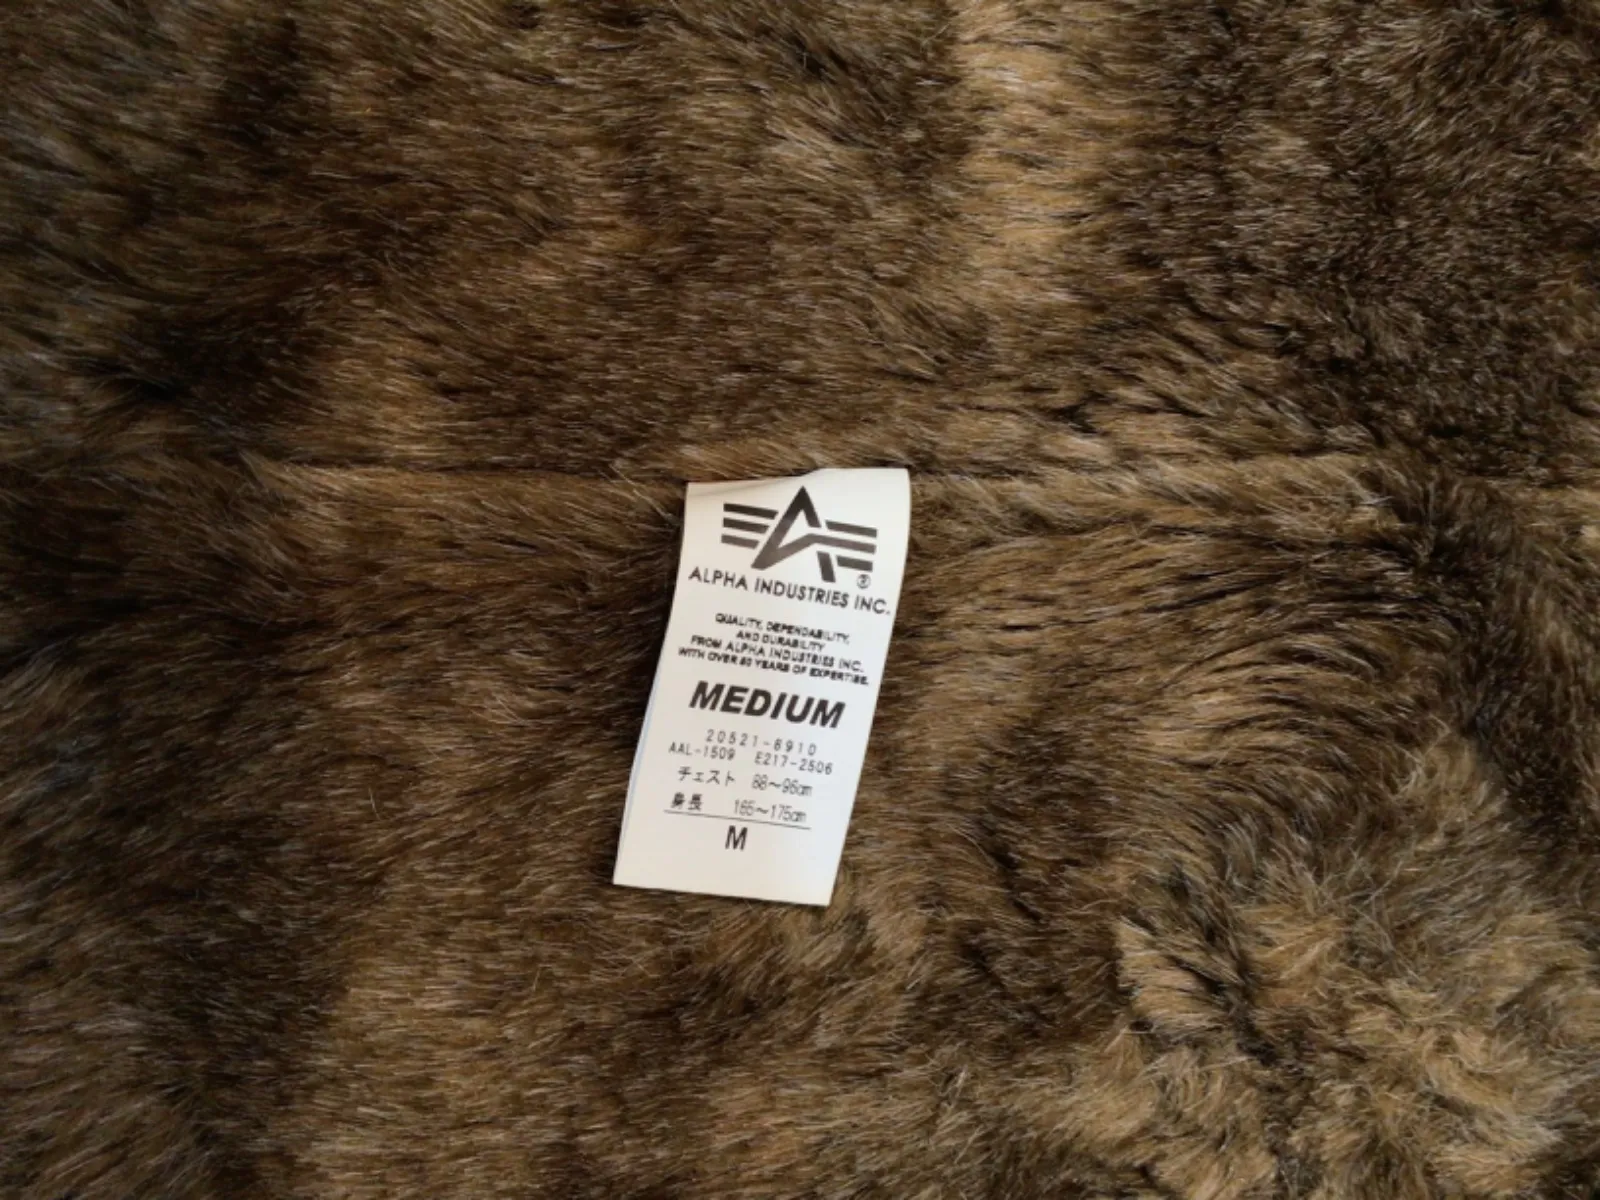 ®
ALPHA INDUSTRIES INC.
QUALITY, DEPENDABILITY,
AND DURABILITY
FROM ALPHA INDUSTRIES INC.
WITH OVER 50 YEARS OF EXPERTISE.
MEDIUM
20521-8910
AAL-1509 E217-2506
チェスト 88〜96cm
身長 165〜175cm
M